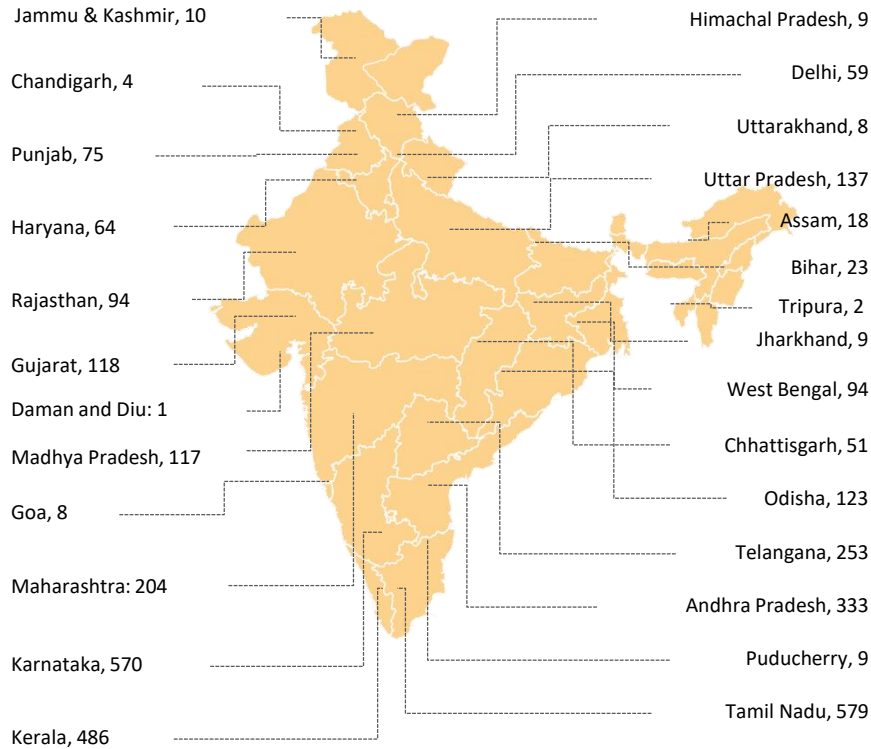 Jammu & Kashmir, 10
Chandigarh, 4
Punjab, 75
Haryana, 64
Rajasthan, 94
Gujarat, 118
Daman and Diu: 1
Madhya Pradesh, 117
Goa, 8
Maharashtra: 204
Karnataka, 570
Kerala, 486
Himachal Pradesh, 9
Delhi, 59
Uttarakhand, 8
Uttar Pradesh, 137
Assam, 18
Bihar, 23
Tripura, 2
Jharkhand, 9
West Bengal, 94
Chhattisgarh, 51
Odisha, 123
Telangana, 253
Andhra Pradesh, 333
Puducherry, 9
Tamil Nadu, 579